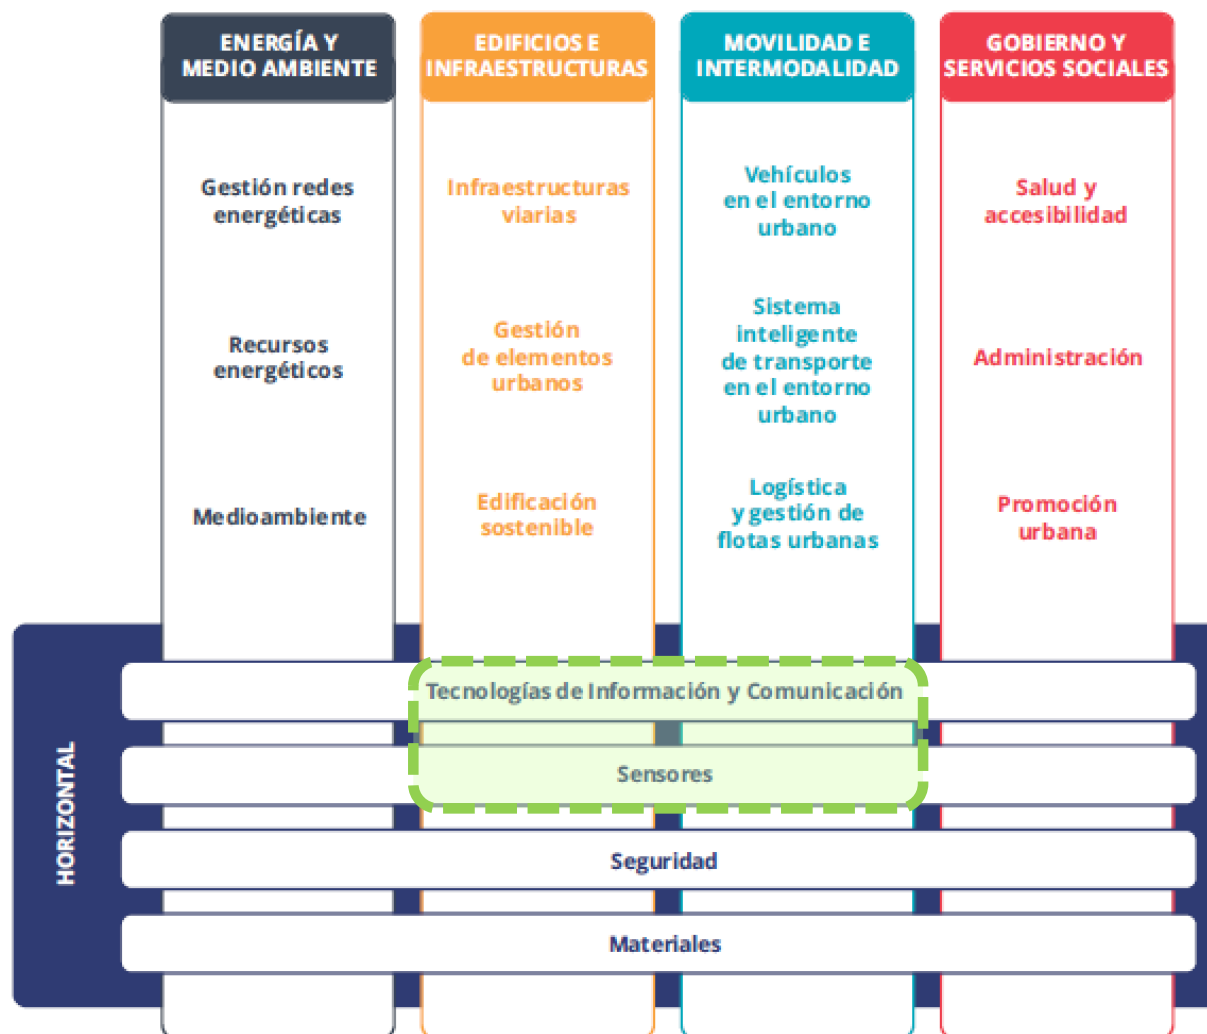 ENERGÍA Y
MEDIO AMBIENTE
EDIFICIOS E
INFRAESTRUCTURAS
MOVILIDAD E
INTERMODALIDAD
GOBIERNO Y
SERVICIOS SOCIALES
Gestión redes
energéticas
Infraestructuras
viarias
Vehículos
en el entorno
urbano
Salud y
accesibilidad
Recursos
energéticos
Gestión
de elementos
urbanos
Sistema
inteligente
de transporte
en el entorno
urbano
Administración
Medioambiente
Edificación
sostenible
Logística
y gestión de
flotas urbanas
Promoción
urbana
HORIZONTAL
Tecnologías de Información y Comunicación
Sensores
Seguridad
Materiales